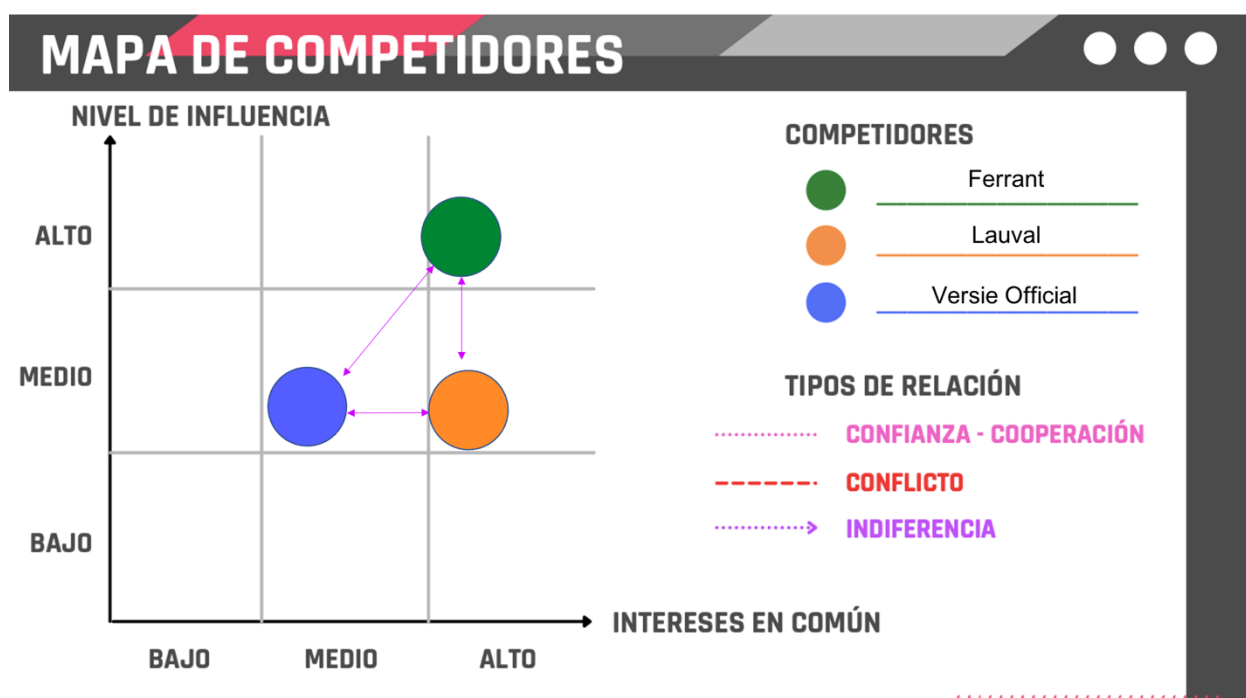 MAPA DE COMPETIDORES
NIVEL DE INFLUENCIA
ALTO
MEDIO
BAJO
BAJO
MEDIO
ALTO
INTERESES EN COMÚN
COMPETIDORES
Ferrant
Lauval
Versie Official
TIPOS DE RELACIÓN
CONFIANZA - COOPERACIÓN
CONFLICTO
INDIFERENCIA